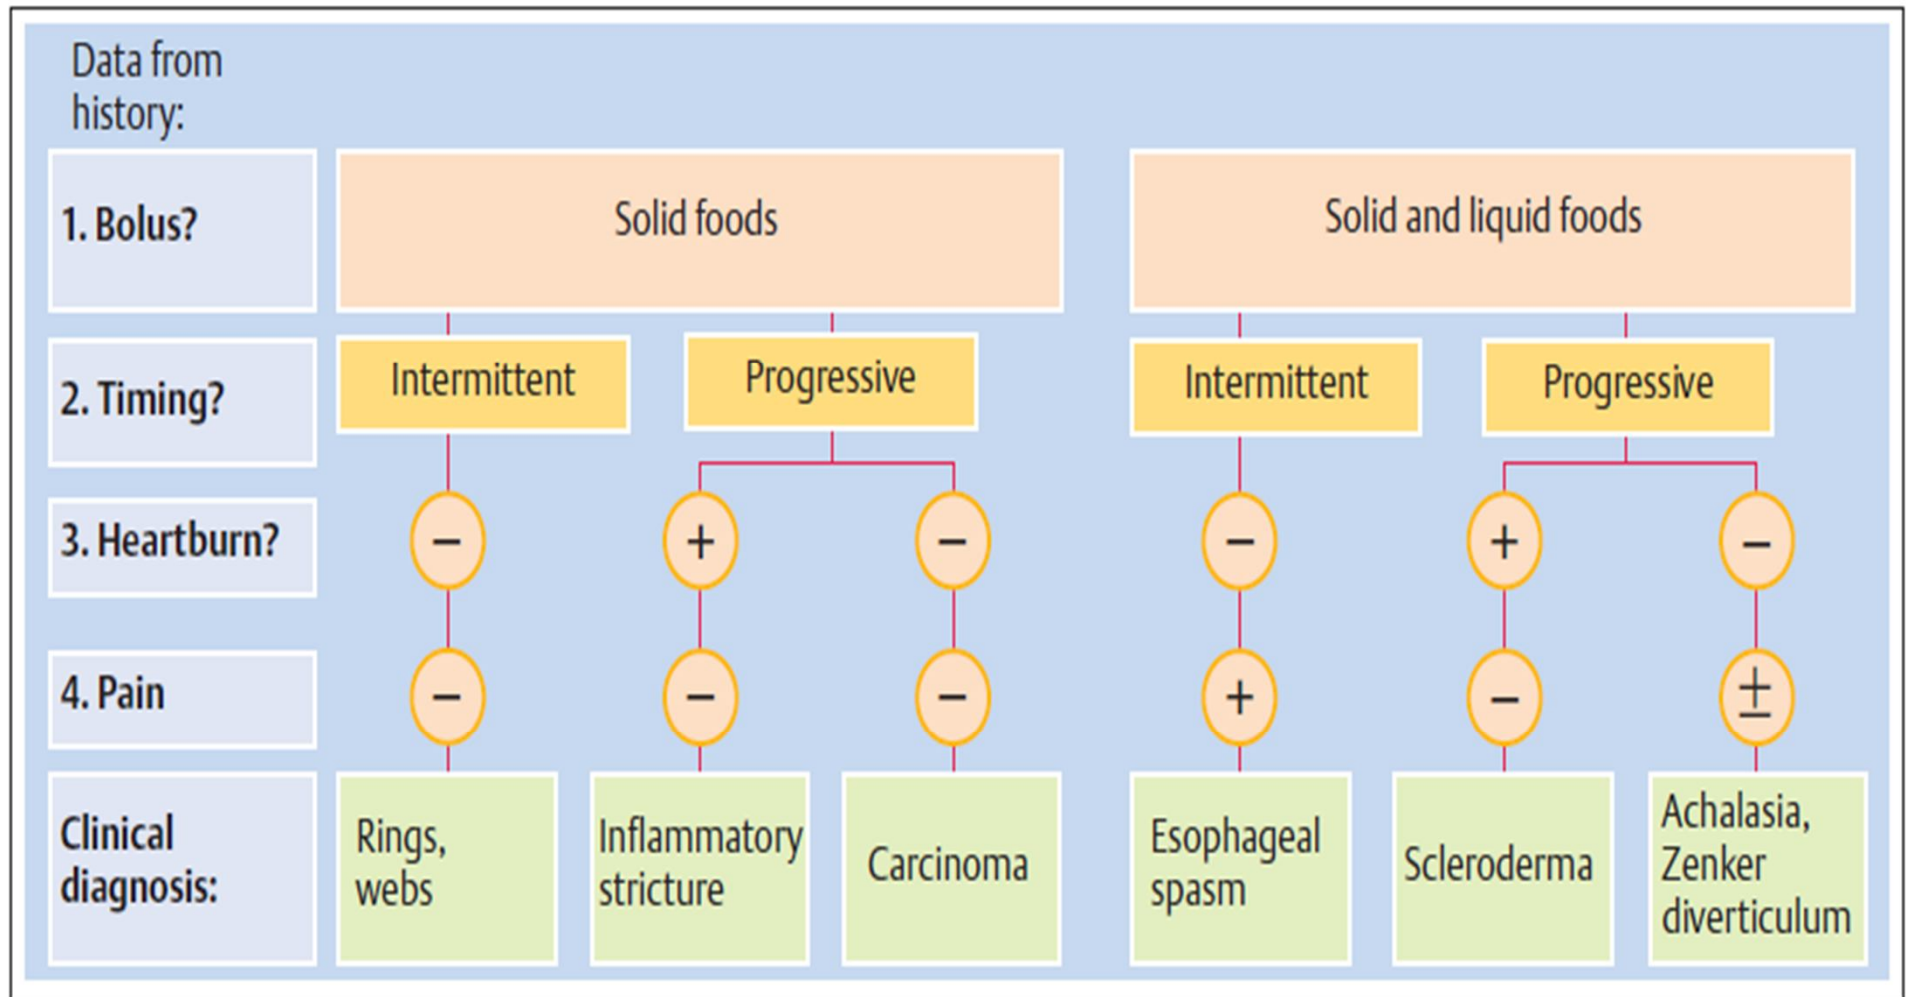 Data from
history:
1. Bolus?
Solid foods
Solid and liquid foods
2. Timing?
Intermittent
Progressive
Intermittent
Progressive
3. Heartburn?
−
+
−
−
+
−
4. Pain
−
−
−
+
−
±
Clinical
diagnosis:
Rings,
webs
Inflammatory
stricture
Carcinoma
Esophageal
spasm
Scleroderma
Achalasia,
Zenker
diverticulum